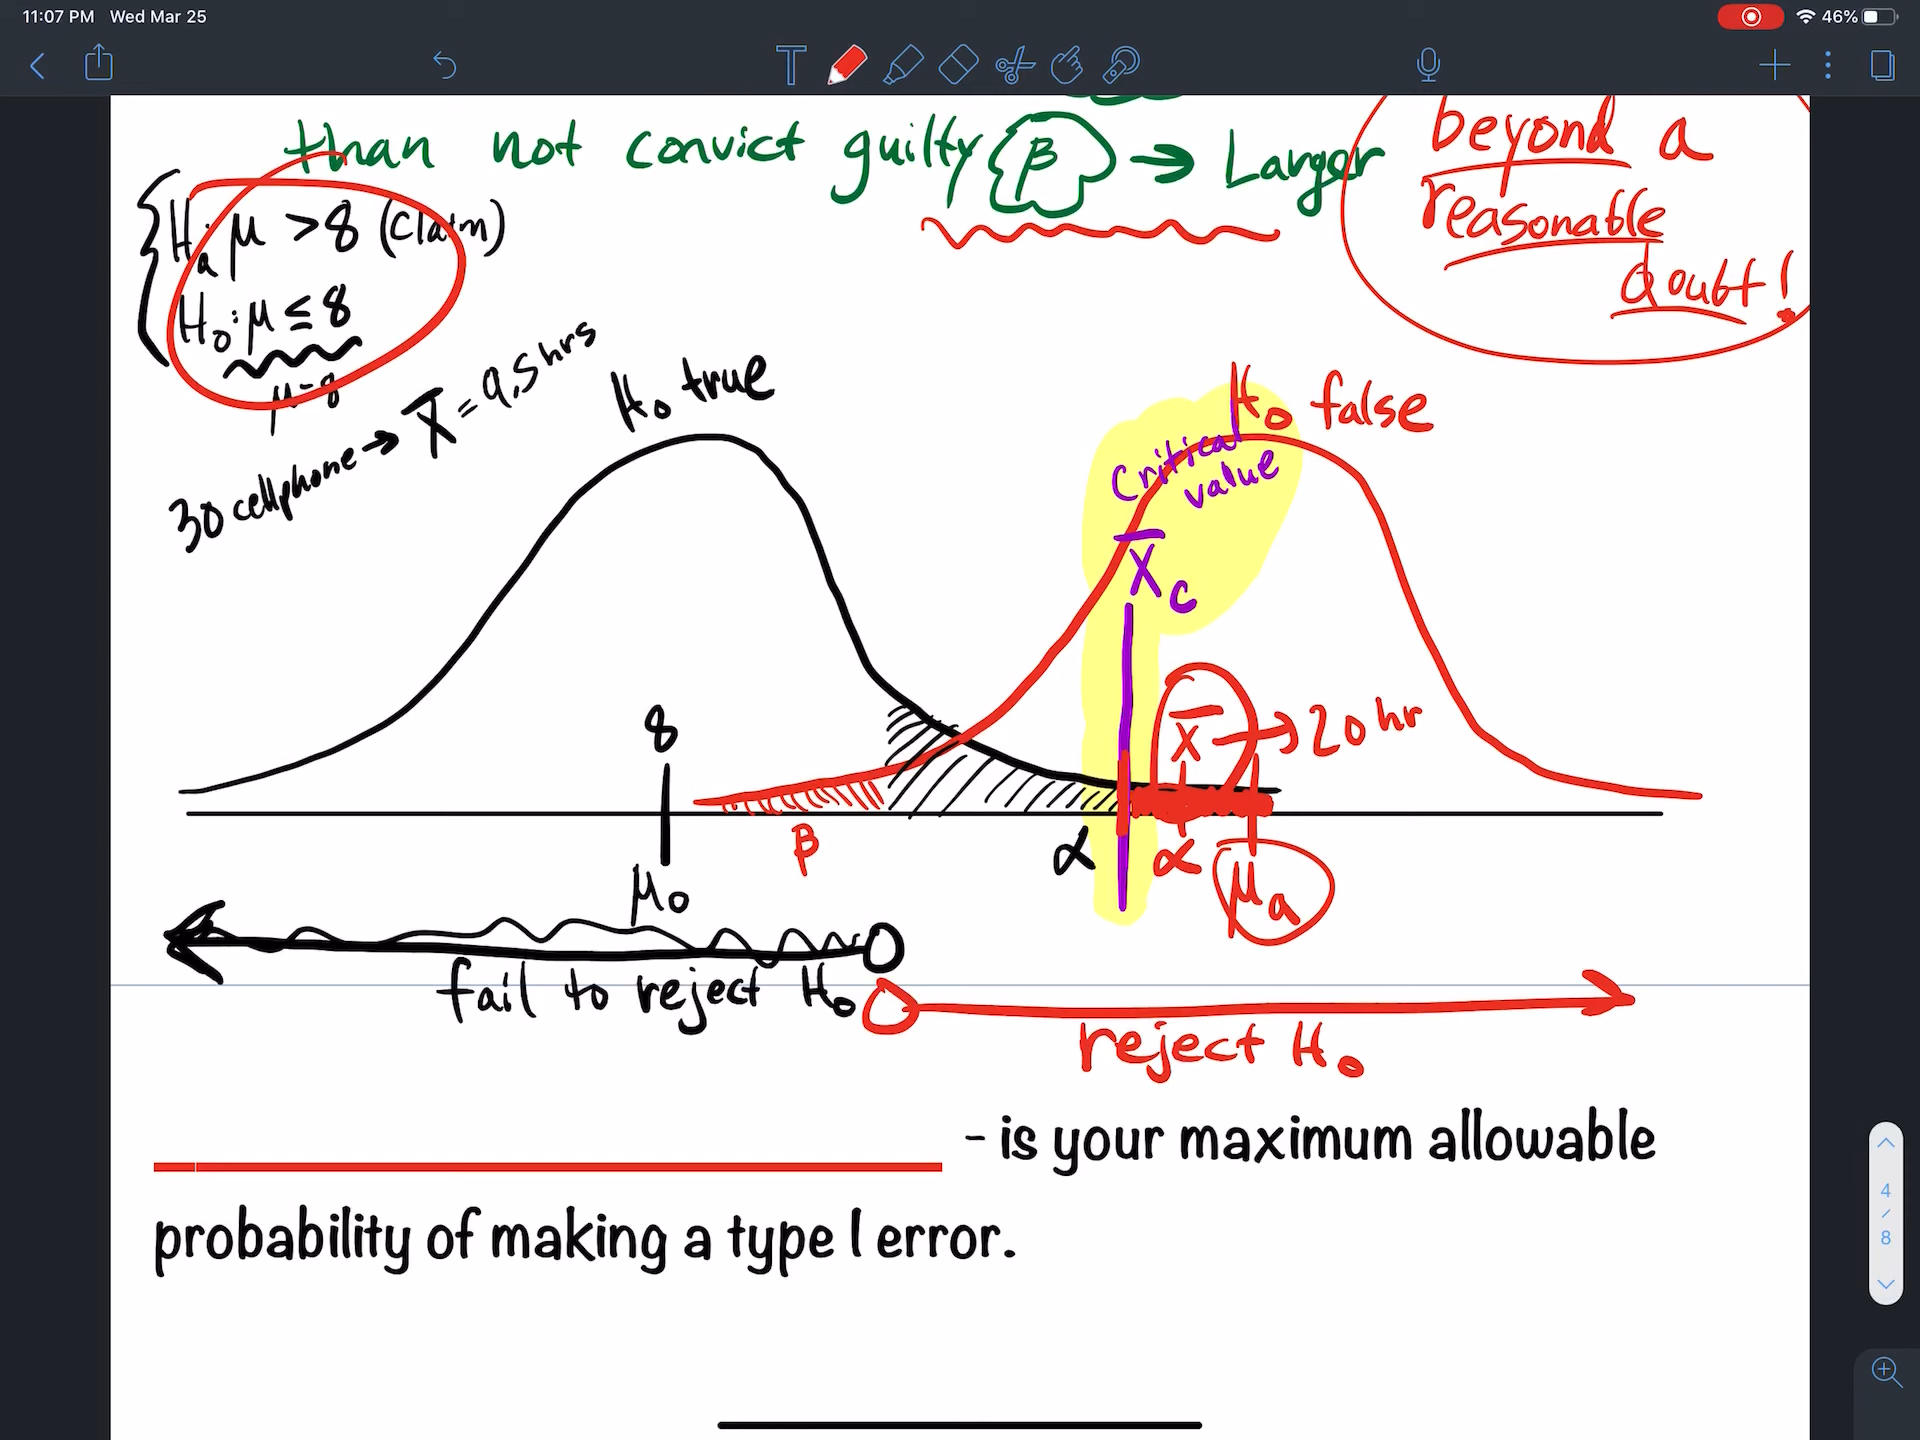 11:07 PM Wed Mar 25
46%
than not convict guilty β → Larger
beyond a
reasonable
doubt!
Ha: μ > 8 (Claim)
H₀: μ ≤ 8
μ = 8
30 cellphone → X̄ = 9.5 hrs
H₀ true
H₀ false
Critical
value
X̄c
8
X̄ → 20 hr
β
α
α
μ₀
μa
fail to reject H₀
reject H₀
- is your maximum allowable
probability of making a type I error.
4
/
8